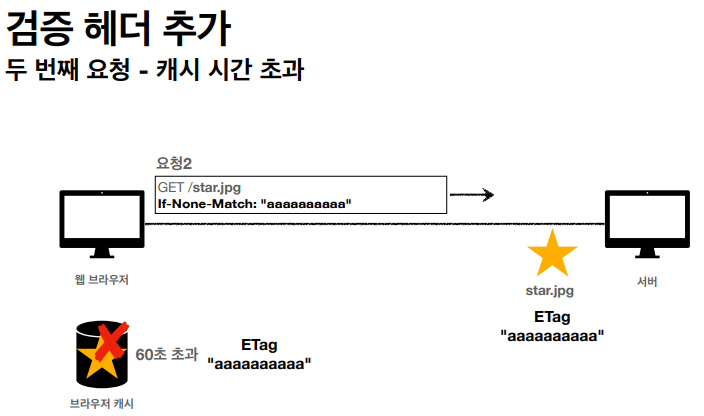 검증 헤더 추가
두 번째 요청 - 캐시 시간 초과
요청2
GET /star.jpg
If-None-Match: "aaaaaaaaaa"
웹 브라우저
star.jpg
서버
ETag
"aaaaaaaaaa"
60초 초과
ETag
"aaaaaaaaaa"
브라우저 캐시